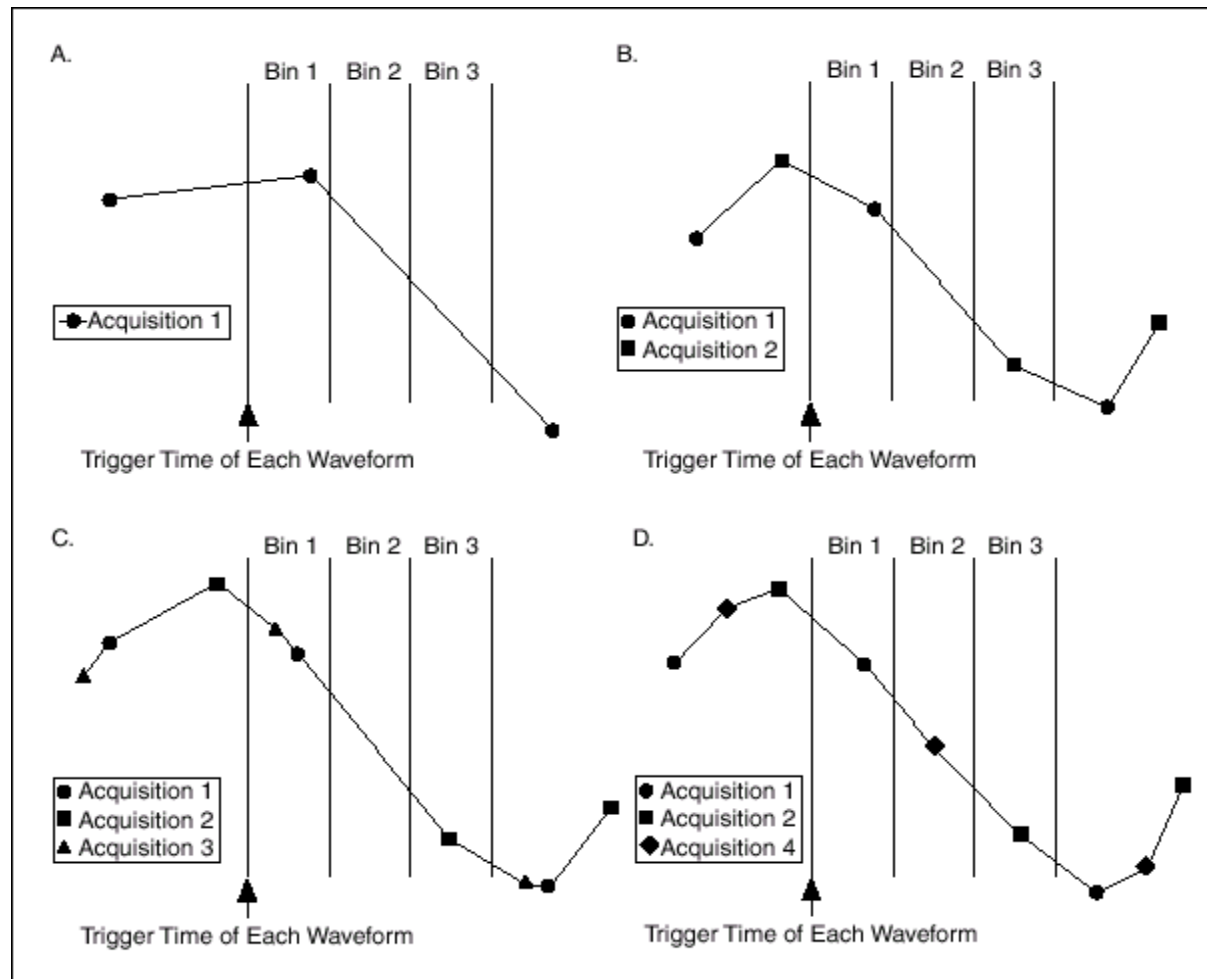 A.
Bin 1 Bin 2 Bin 3
Acquisition 1
Trigger Time of Each Waveform
B.
Bin 1 Bin 2 Bin 3
Acquisition 1
Acquisition 2
Trigger Time of Each Waveform
C.
Bin 1 Bin 2 Bin 3
Acquisition 1
Acquisition 2
Acquisition 3
Trigger Time of Each Waveform
D.
Bin 1 Bin 2 Bin 3
Acquisition 1
Acquisition 2
Acquisition 4
Trigger Time of Each Waveform